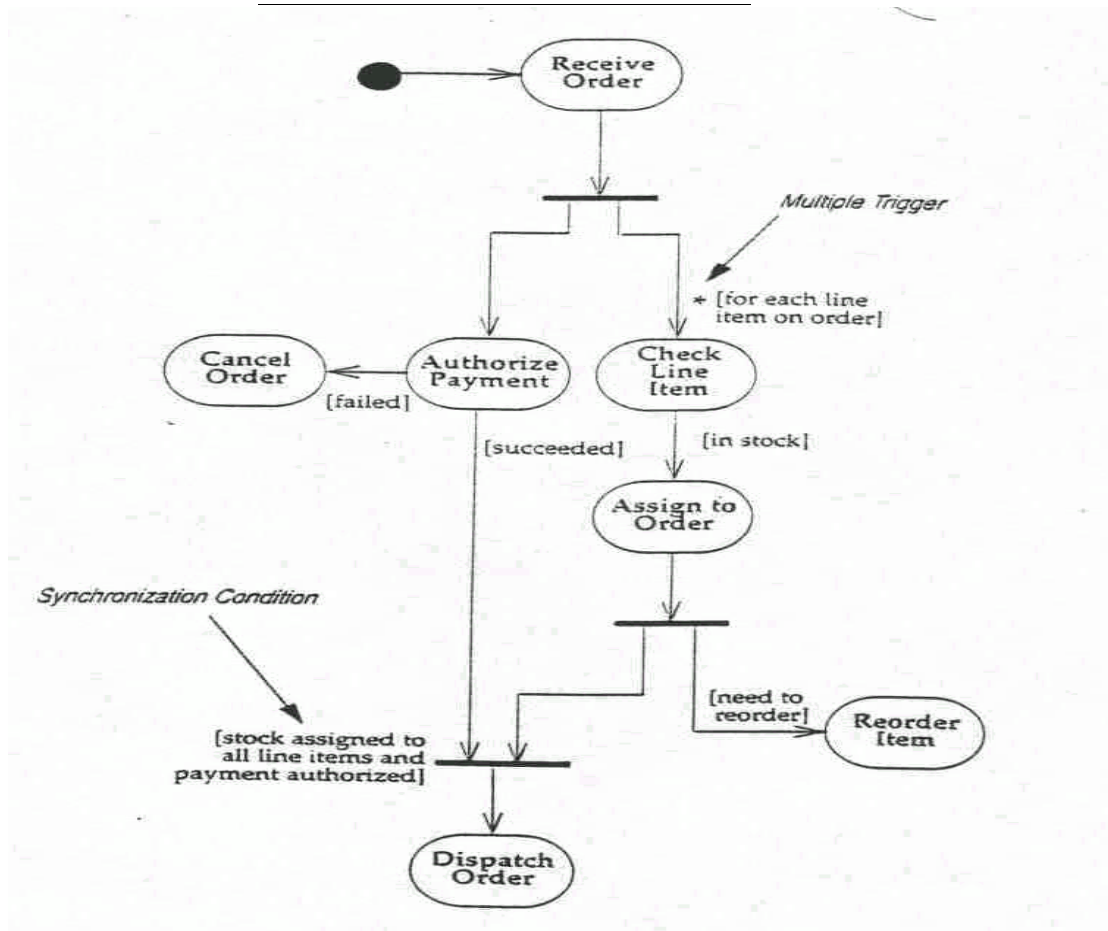 Receive
Order
Multiple Trigger
* [for each line
item on order]
Cancel
Order
Authorize
Payment
Check
Line
Item
[failed]
[succeeded]
[in stock]
Assign to
Order
Synchronization Condition
[need to
reorder]
Reorder
Item
[stock assigned to
all line items and
payment authorized]
Dispatch
Order